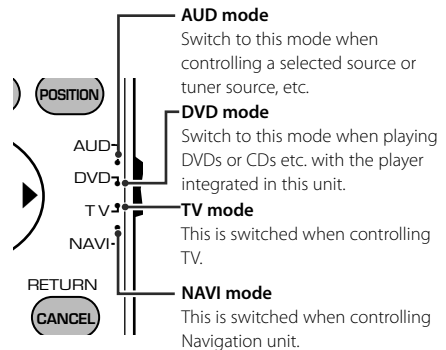 AUD mode
Switch to this mode when
controlling a selected source or
tuner source, etc.
DVD mode
Switch to this mode when playing
DVDs or CDs etc. with the player
integrated in this unit.
TV mode
This is switched when controlling
TV.
NAVI mode
This is switched when controlling
Navigation unit.
POSITION
AUD
DVD
TV
NAVI
RETURN
CANCEL